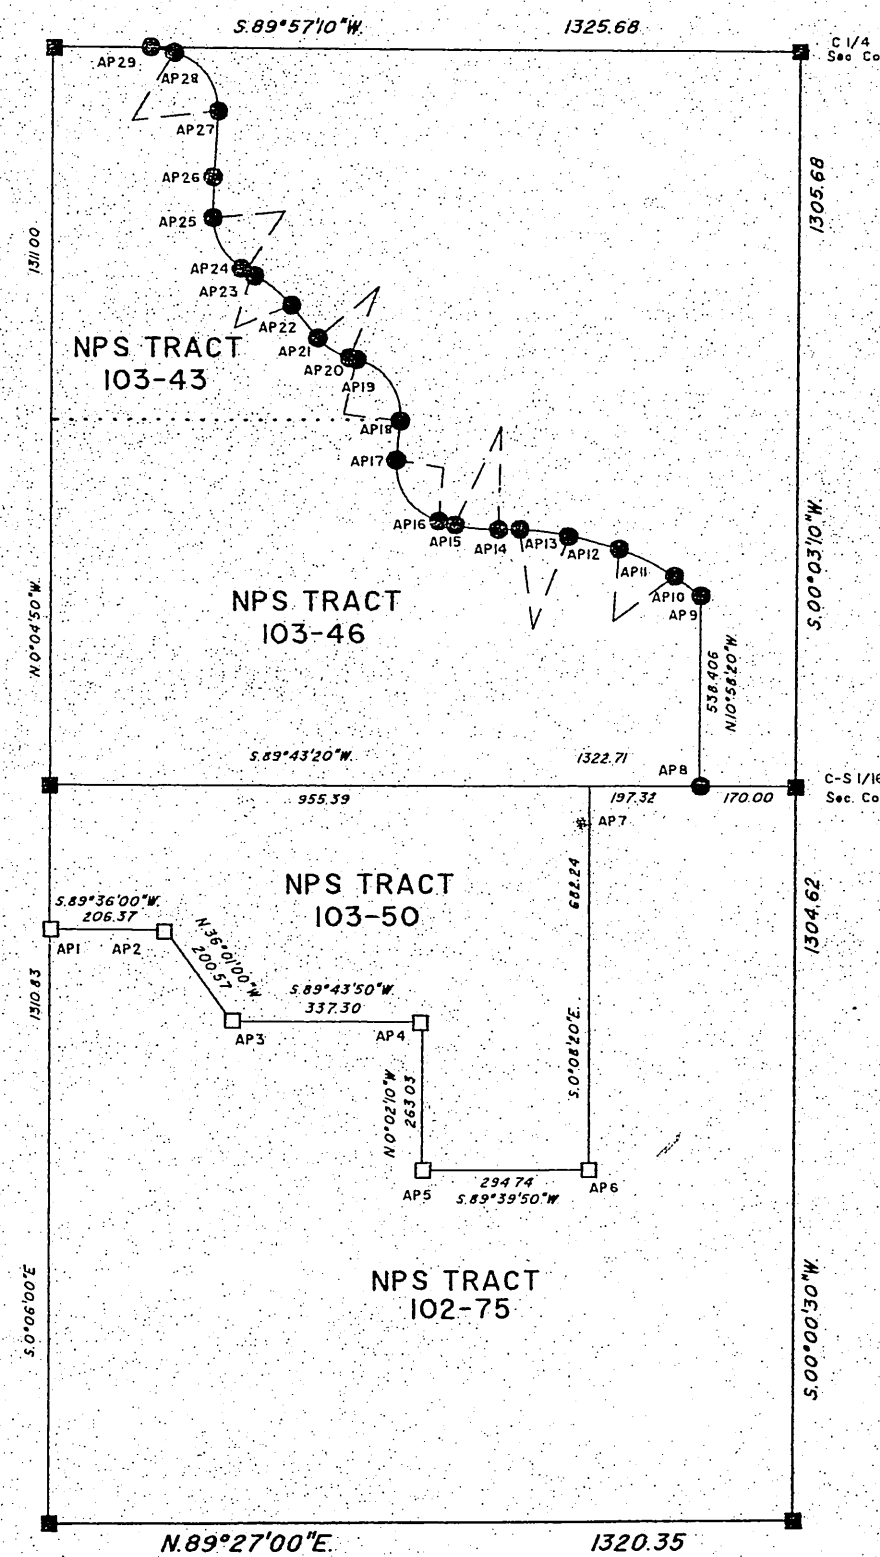 S.89°57'10"W. 1325.68
C 1/4
Sec Co
AP29
AP28
AP27
AP26
AP25
AP24
AP23
AP22
AP21
AP20
AP19
AP18
AP17
AP16
AP15
AP14
AP13
AP12
AP11
AP10
AP9
1311 00
N.0°04'50"W.
1305.68
S.00°03'10"W.
NPS TRACT
103-43
NPS TRACT
103-46
538.406
N.10°58'20"W.
S.89°43'20"W. 1322.71
AP8
C-S 1/16
Sec. Co
955.39 197.32 170.00
AP7
NPS TRACT
103-50
682.24
S.0°08'20"E.
S.89°36'00"W.
206.37
AP1 AP2
N.36°01'00"W
200.57
S.89°43'50"W.
337.30
AP3 AP4
N.0°02'10"W
263 03
294 74
S.89°39'50"W
AP5 AP6
1310.83
S.0°06'00"E
1304.62
S.00°00'30"W.
NPS TRACT
102-75
N.89°27'00"E. 1320.35